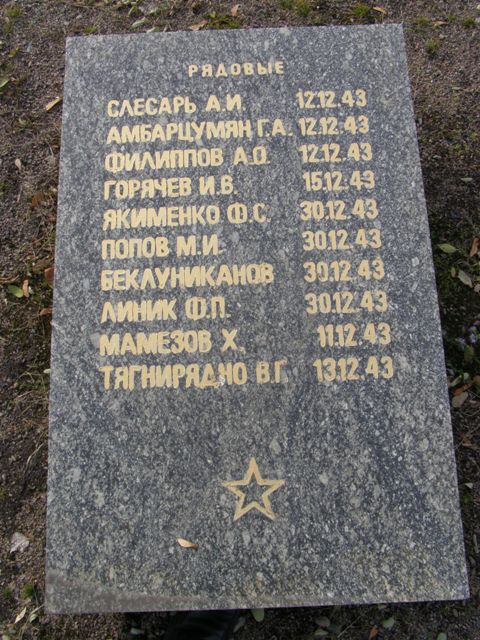 РЯДОВЫЕ
СЛЕСАРЬ А.И. 12.12.43
АМБАРЦУМЯН Г.А. 12.12.43
ФИЛИППОВ А.О. 12.12.43
ГОРЯЧЕВ И.В. 15.12.43
ЯКИМЕНКО Ф.С. 30.12.43
ПОПОВ М.И. 30.12.43
БЕКЛУНИКАНОВ 30.12.43
ЛИНИК Ф.П. 30.12.43
МАМЕЗОВ Х. 11.12.43
ТЯГНИРЯДНО В.Г. 13.12.43